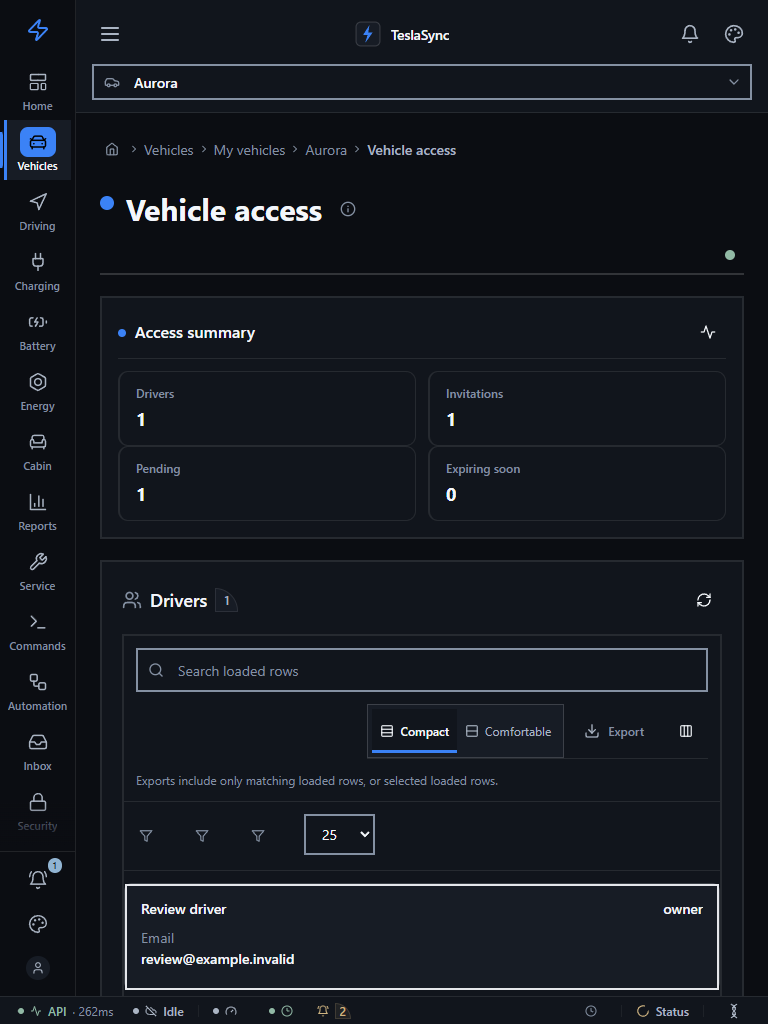 TeslaSync
Aurora
Home
Vehicles
Driving
Charging
Battery
Energy
Cabin
Reports
Service
Commands
Automation
Inbox
Security
1
Vehicles > My vehicles > Aurora > Vehicle access
Vehicle access
Access summary
Drivers
1
Invitations
1
Pending
1
Expiring soon
0
Drivers 1
Search loaded rows
Compact Comfortable Export
Exports include only matching loaded rows, or selected loaded rows.
25
Review driver owner
Email
review@example.invalid
API · 262ms Idle 2 Status